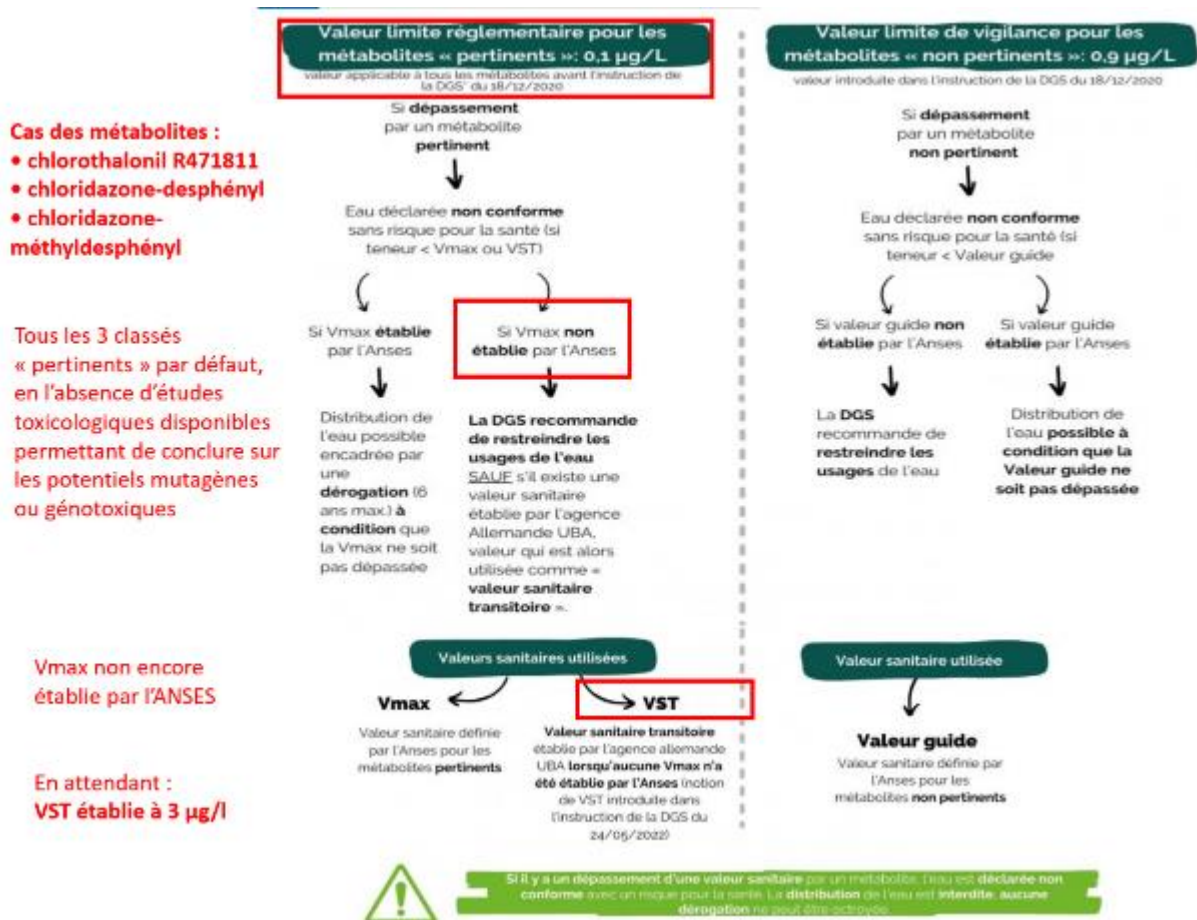 Valeur limite réglementaire pour les
métabolites « pertinents »: 0,1 µg/L
valeur applicable à tous les métabolites avant l'instruction de
la DGS' du 18/12/2020
Si dépassement
par un métabolite
pertinent
Eau déclarée non conforme
sans risque pour la santé (si
teneur < Vmax ou VST)
Si Vmax établie
par l'Anses
Si Vmax non
établie par l'Anses
Distribution de
l'eau possible
encadrée par
une
dérogation (6
ans max.) à
condition que
la Vmax ne soit
pas dépassée
La DGS recommande
de restreindre les
usages de l'eau
SAUF s'il existe une
valeur sanitaire
établie par l'agence
Allemande UBA,
valeur qui est alors
utilisée comme «
valeur sanitaire
transitoire ».
Valeur limite de vigilance pour les
métabolites « non pertinents »: 0,9 µg/L
valeur introduite dans l'instruction de la DGS du 18/12/2020
Si dépassement
par un métabolite
non pertinent
Eau déclarée non conforme
sans risque pour la santé (si
teneur < Valeur guide
Si valeur guide non
établie par l'Anses
Si valeur guide
établie par l'Anses
La DGS
recommande de
restreindre les
usages de l'eau
Distribution de
l'eau possible à
condition que la
Valeur guide ne
soit pas dépassée
Cas des métabolites :
• chlorothalonil R471811
• chloridazone-desphényl
• chloridazone-
méthyldesphényl
Tous les 3 classés
« pertinents » par défaut,
en l'absence d'études
toxicologiques disponibles
permettant de conclure sur
les potentiels mutagènes
ou génotoxiques
Vmax non encore
établie par l'ANSES
En attendant :
VST établie à 3 µg/l
Valeurs sanitaires utilisées
Vmax
Valeur sanitaire définie
par l'Anses pour les
métabolites pertinents
VST
Valeur sanitaire transitoire
établie par l'agence allemande
UBA lorsqu'aucune Vmax n'a
été établie par l'Anses (notion
de VST introduite dans
l'instruction de la DGS du
24/05/2022)
Valeur sanitaire utilisée
Valeur guide
Valeur sanitaire définie par
l'Anses pour les
métabolites non pertinents
Si il y a un dépassement d'une valeur sanitaire par un métabolite, l'eau est déclarée non
conforme avec un risque pour la santé. La distribution de l'eau est interdite, aucune
dérogation ne peut être octroyée.